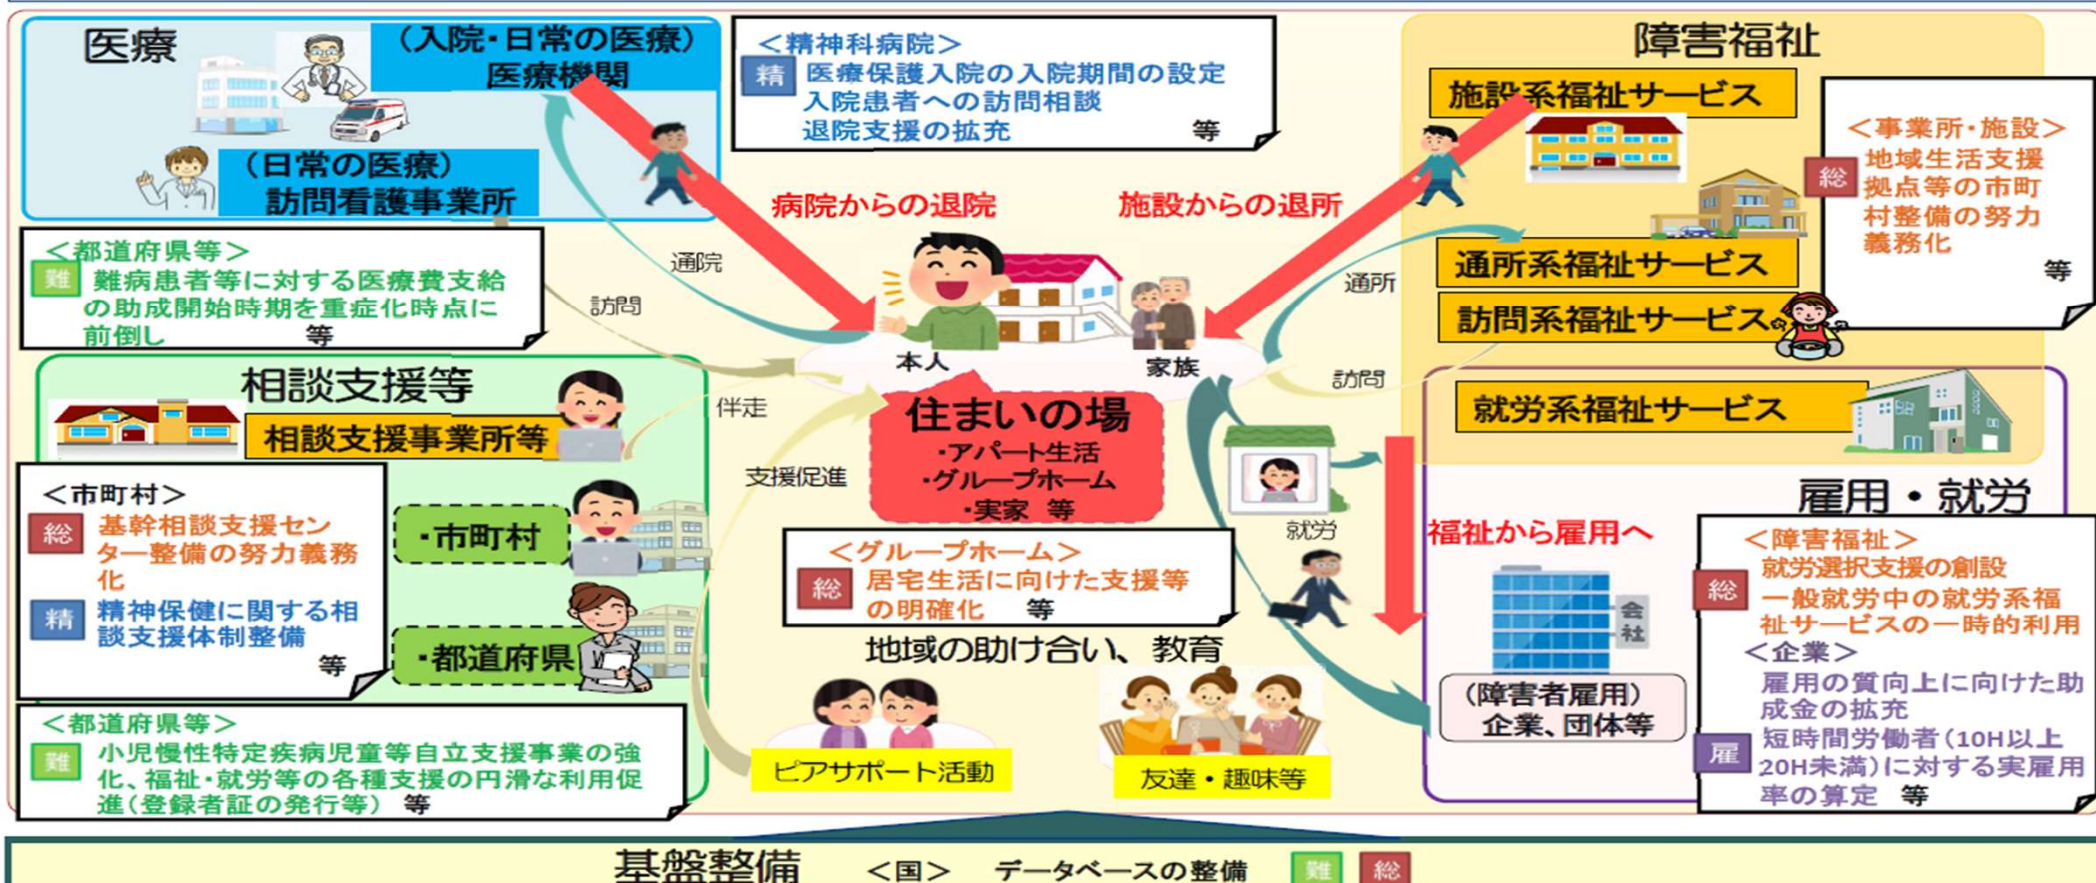 医療
（入院・日常の医療）
医療機関
（日常の医療）
訪問看護事業所
＜都道府県等＞
難 難病患者等に対する医療費支給
の助成開始時期を重症化時点に
前倒し 等
＜精神科病院＞
精 医療保護入院の入院期間の設定
入院患者への訪問相談
退院支援の拡充 等
病院からの退院
施設からの退所
通院
訪問
本人
家族
住まいの場
・アパート生活
・グループホーム
・実家 等
＜グループホーム＞
総 居宅生活に向けた支援等
の明確化 等
地域の助け合い、教育
ピアサポート活動
友達・趣味等
障害福祉
施設系福祉サービス
通所系福祉サービス
訪問系福祉サービス
就労系福祉サービス
＜事業所・施設＞
総 地域生活支援
拠点等の市町
村整備の努力
義務化
等
通所
訪問
相談支援等
相談支援事業所等
伴走
支援促進
＜市町村＞
総 基幹相談支援セン
ター整備の努力義務
化
精 精神保健に関する相
談支援体制整備
等
・市町村
・都道府県
＜都道府県等＞
難 小児慢性特定疾病児童等自立支援事業の強
化、福祉・就労等の各種支援の円滑な利用促
進（登録者証の発行等） 等
就労
福祉から雇用へ
雇用・就労
会社
（障害者雇用）
企業、団体等
＜障害福祉＞
就労選択支援の創設
総 一般就労中の就労系福
祉サービスの一時的利用
＜企業＞
雇用の質向上に向けた助
成金の拡充
雇 短時間労働者（10H以上
20H未満）に対する実雇用
率の算定 等
基盤整備 ＜国＞ データベースの整備 難 総